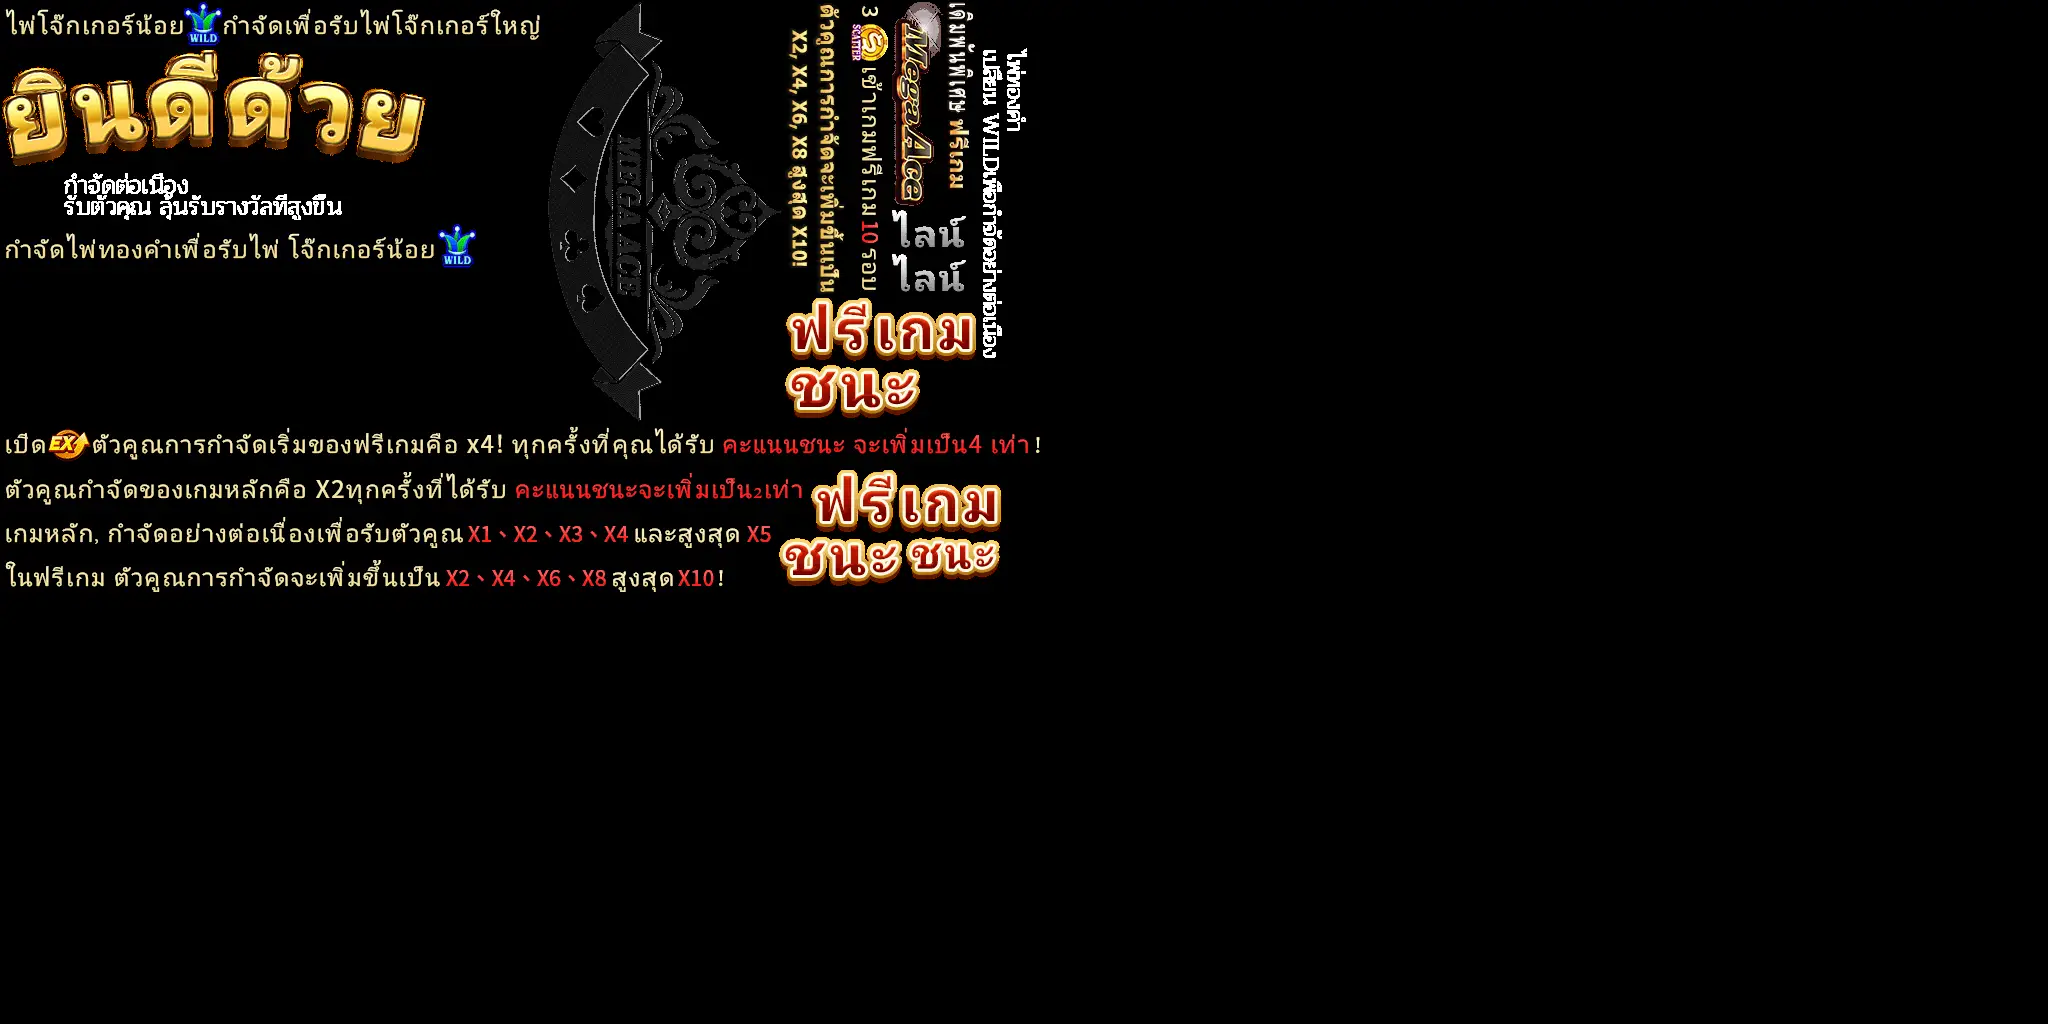 ไพ่โจ๊กเกอร์น้อย WILD กำจัดเพื่อรับไพ่โจ๊กเกอร์ใหญ่
ยินดีด้วย
กำจัดต่อเนื่อง
รับตัวคูณ ลุ้นรับรางวัลที่สูงขึ้น
กำจัดไพ่ทองคำเพื่อรับไพ่ โจ๊กเกอร์น้อย WILD
MEGA ACE
ตัวคูณการกำจัดจะเพิ่มขึ้นเป็น
X2, X4, X6, X8 สูงสุด X10!
3 SCATTER เข้าเกมฟรีเกม 10 รอบ
Mega Ace
เดิมพันพิเศษ ฟรีเกม
ไพ่ทองคำ
เปลี่ยน WILDเพื่อกำจัดอย่างต่อเนื่อง
ไลน์
ไลน์
ฟรีเกม
ชนะ
เปิด EX ตัวคูณการกำจัดเริ่มของฟรีเกมคือ x4! ทุกครั้งที่คุณได้รับ คะแนนชนะ จะเพิ่มเป็น4 เท่า!
ตัวคูณกำจัดของเกมหลักคือ X2ทุกครั้งที่ได้รับ คะแนนชนะจะเพิ่มเป็น2เท่า
เกมหลัก, กำจัดอย่างต่อเนื่องเพื่อรับตัวคูณ X1、X2、X3、X4 และสูงสุด X5
ในฟรีเกม ตัวคูณการกำจัดจะเพิ่มขึ้นเป็น X2、X4、X6、X8 สูงสุด X10!
ฟรีเกม
ชนะ ชนะ